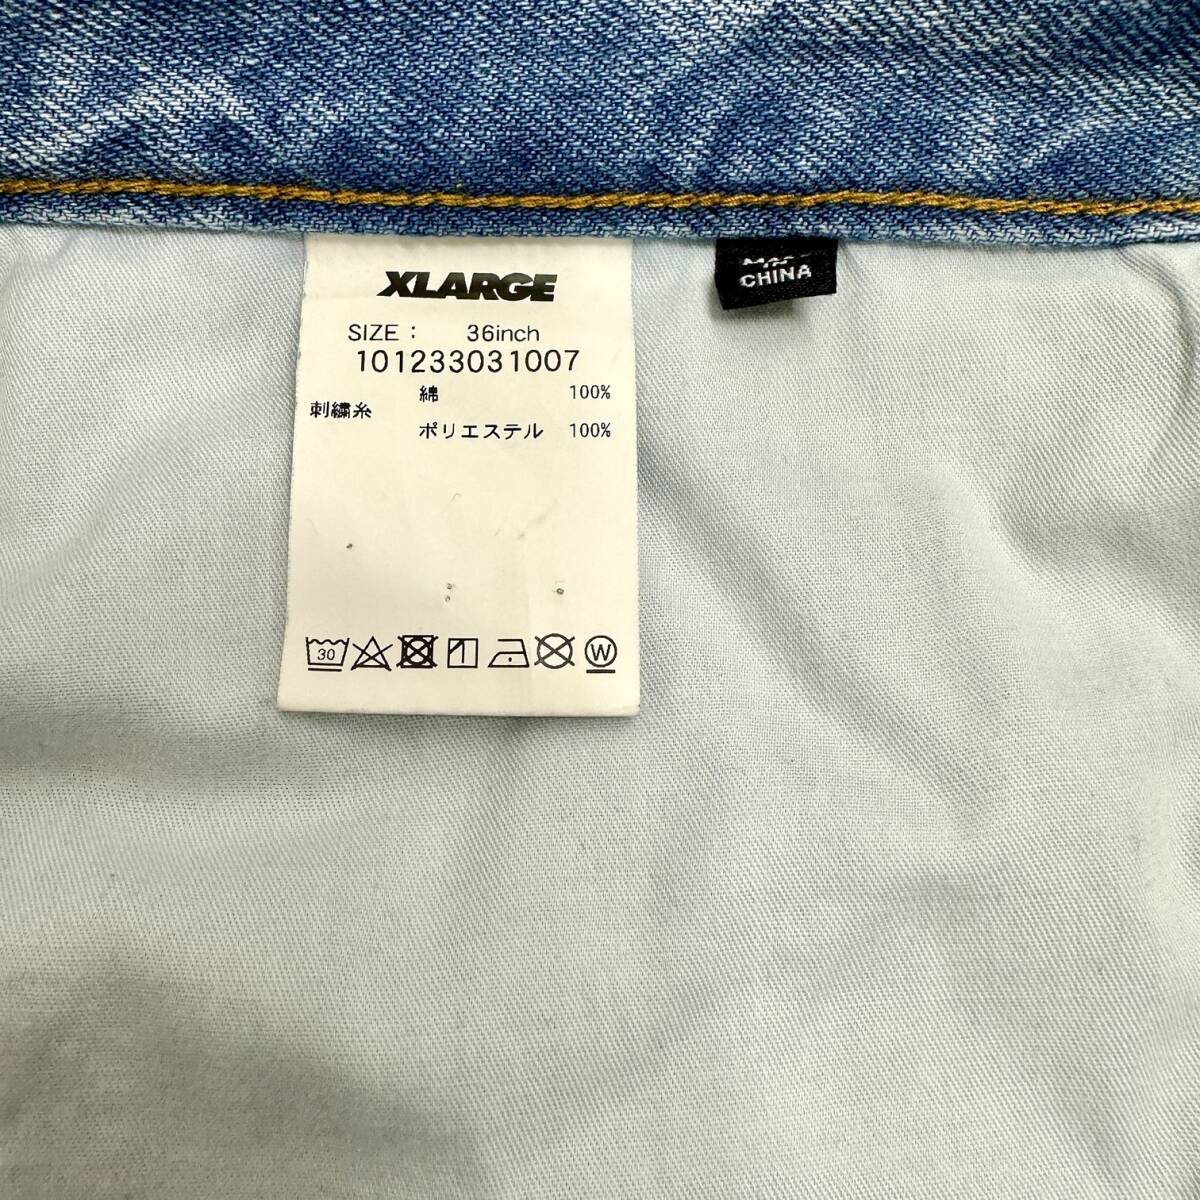 XLARGE
SIZE : 36inch
101233031007
綿 100%
刺繍糸
ポリエステル 100%
30
W
CHINA